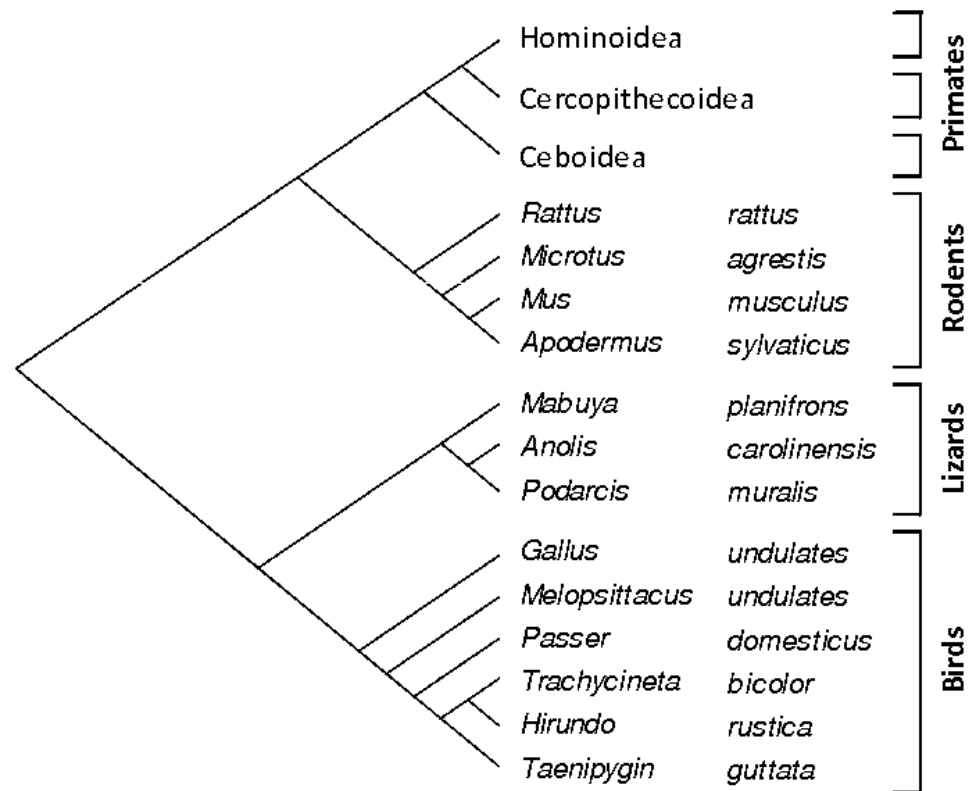 Hominoidea
Cercopithecoidea
Ceboidea
Primates
Rattus rattus
Microtus agrestis
Mus musculus
Apodermus sylvaticus
Rodents
Mabuya planifrons
Anolis carolinensis
Podarcis muralis
Lizards
Gallus undulates
Melopsittacus undulates
Passer domesticus
Trachycineta bicolor
Hirundo rustica
Taenipygin guttata
Birds